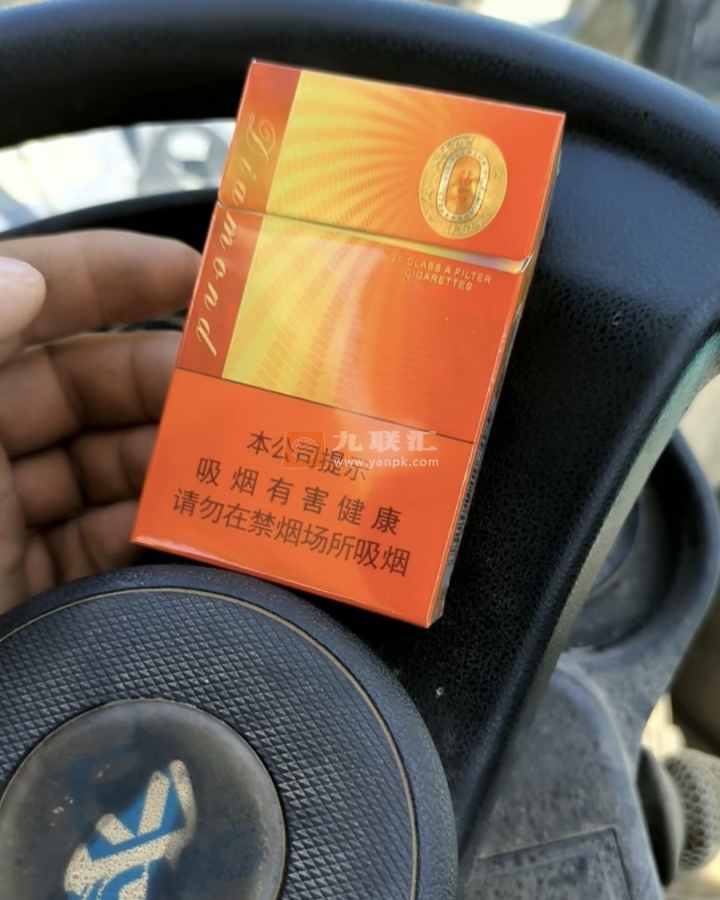 Diamond
20 CLASS A FILTER
CIGARETTES
本公司提示
吸烟有害健康
请勿在禁烟场所吸烟
九联汇
www.yanpk.com